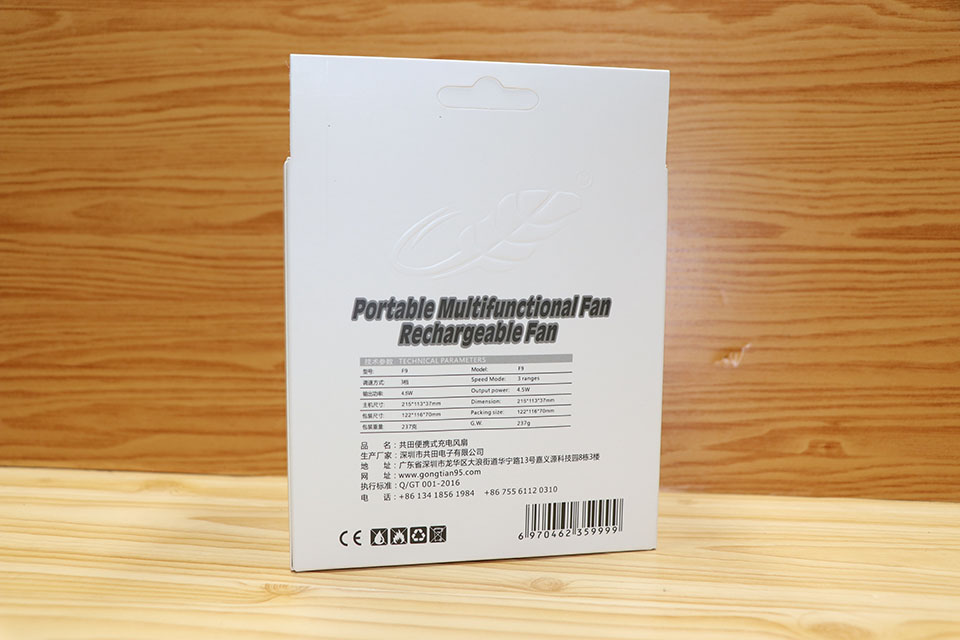 Portable Multifunctional Fan
Rechargeable Fan
技术参数 TECHNICAL PARAMETERS
型号: F9 Model: F9
调速方式: 3档 Speed Mode: 3 ranges
输出功率: 4.5W Output power: 4.5W
主机尺寸: 215*113*37mm Dimension: 215*113*37mm
包装尺寸: 122*116*70mm Packing size: 122*116*70mm
包装重量: 237克 G.W. 237g
品 名：共田便携式充电风扇
生产厂家：深圳市共田电子有限公司
地 址：广东省深圳市龙华区大浪街道华宁路13号嘉义源科技园8栋3楼
网 址：www.gongtian95.com
执行标准：Q/GT 001-2016
电 话：+86 134 1856 1984 +86 755 6112 0310
CE
6 970462 359999